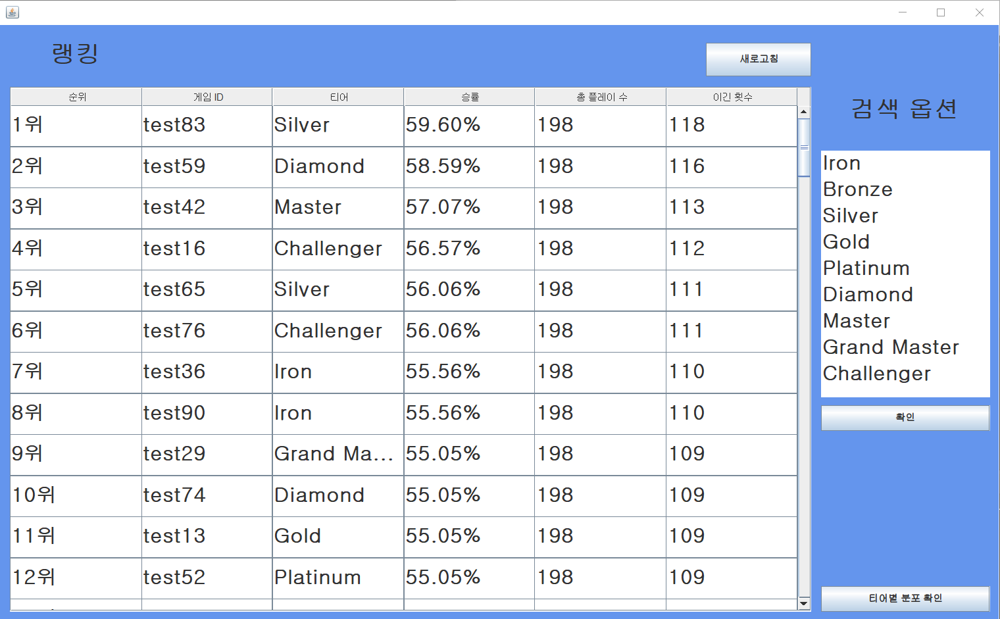 랭킹
새로고침
순위 게임 ID 티어 승률 총 플레이 수 이긴 횟수
1위 test83 Silver 59.60% 198 118
2위 test59 Diamond 58.59% 198 116
3위 test42 Master 57.07% 198 113
4위 test16 Challenger 56.57% 198 112
5위 test65 Silver 56.06% 198 111
6위 test76 Challenger 56.06% 198 111
7위 test36 Iron 55.56% 198 110
8위 test90 Iron 55.56% 198 110
9위 test29 Grand Ma... 55.05% 198 109
10위 test74 Diamond 55.05% 198 109
11위 test13 Gold 55.05% 198 109
12위 test52 Platinum 55.05% 198 109
검색 옵션
Iron
Bronze
Silver
Gold
Platinum
Diamond
Master
Grand Master
Challenger
확인
티어별 분포 확인